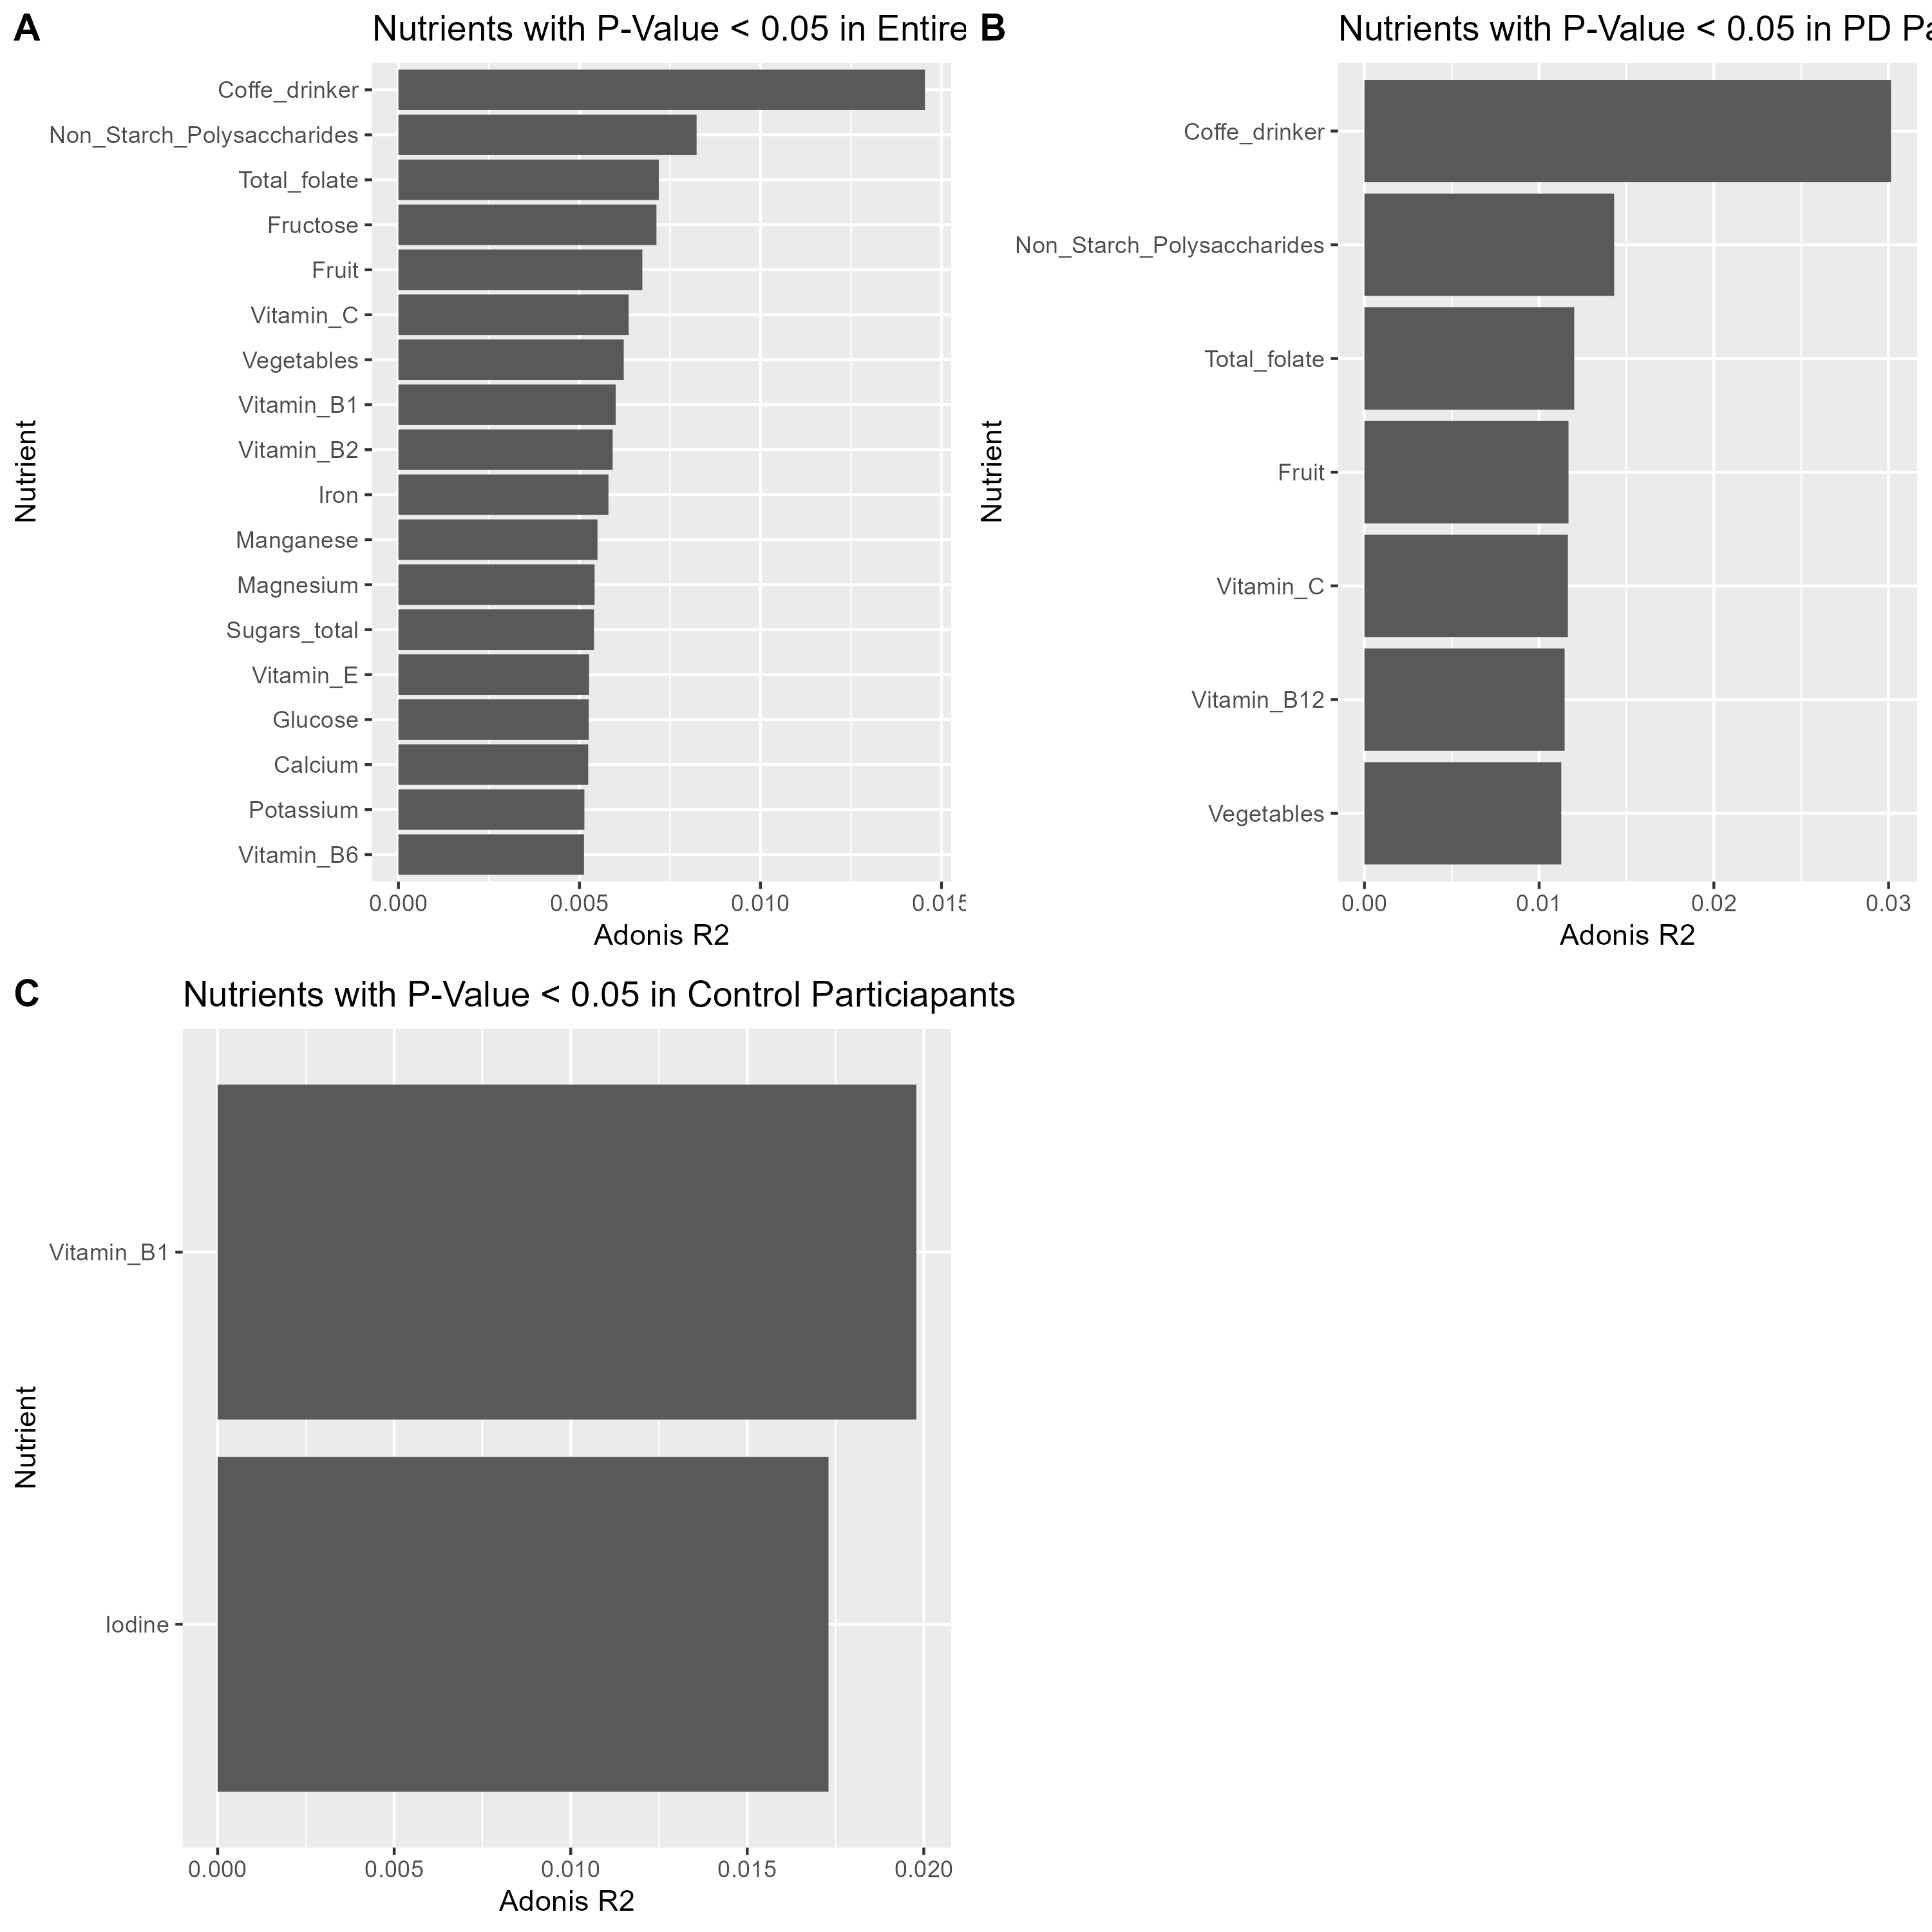 A
Nutrients with P-Value < 0.05 in Entire
Nutrient
Coffe_drinker
Non_Starch_Polysaccharides
Total_folate
Fructose
Fruit
Vitamin_C
Vegetables
Vitamin_B1
Vitamin_B2
Iron
Manganese
Magnesium
Sugars_total
Vitamin_E
Glucose
Calcium
Potassium
Vitamin_B6
0.000 0.005 0.010 0.015
Adonis R2
B
Nutrients with P-Value < 0.05 in PD Pa
Nutrient
Coffe_drinker
Non_Starch_Polysaccharides
Total_folate
Fruit
Vitamin_C
Vitamin_B12
Vegetables
0.00 0.01 0.02 0.03
Adonis R2
C
Nutrients with P-Value < 0.05 in Control Particiapants
Nutrient
Vitamin_B1
Iodine
0.000 0.005 0.010 0.015 0.020
Adonis R2